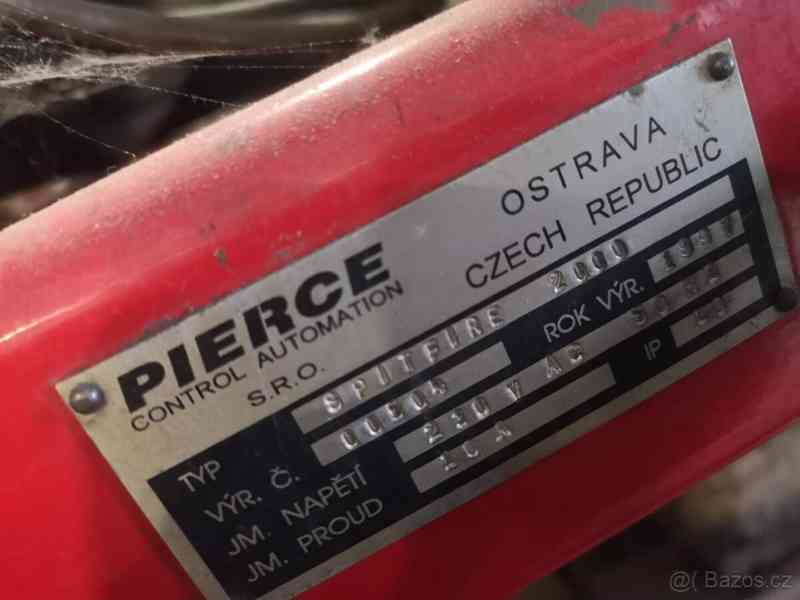 PIERCE
CONTROL AUTOMATION
S.R.O.
OSTRAVA
CZECH REPUBLIC
TYP SPITFIRE 2000
VÝR. Č. ROK VÝR. 1997
JM. NAPĚTÍ 230 V AC
JM. PROUD IP
@( Bazos.cz